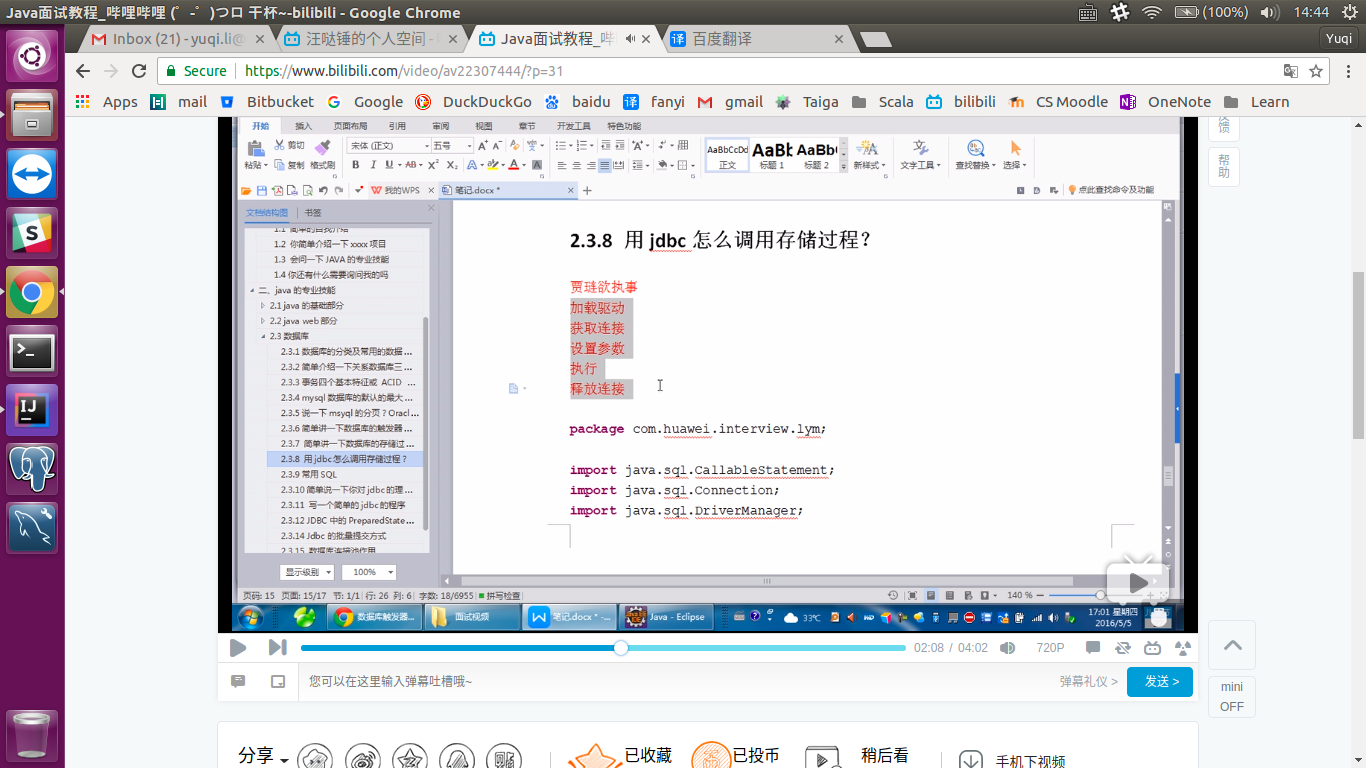 Java面试教程_哔哩哔哩 (゜-゜)つロ 干杯~-bilibili - Google Chrome
(100%)
14:44
Inbox (21) - yuqi.li@
汪哒锤的个人空间 -
Java面试教程_哔
百度翻译
Yuqi
Secure
https://www.bilibili.com/video/av22307444/?p=31
Apps
mail
Bitbucket
Google
DuckDuckGo
baidu
fanyi
gmail
Taiga
Scala
bilibili
CS Moodle
OneNote
Learn
开始
插入
页面布局
引用
审阅
视图
章节
开发工具
特色功能
粘贴
剪切
复制
格式刷
宋体 (正文)
五号
AaBbCcDd
正文
AaBb
标题 1
AaBb(
标题 2
新样式
文字工具
查找替换
选择
我的WPS
笔记.docx *
点此查找命令及功能
文档结构图
书签
1.1 简单的自我介绍
1.2 你简单介绍一下 xxxx 项目
1.3 会问一下 JAVA 的专业技能
1.4 你还有什么需要询问我的吗
二、java 的专业技能
2.1 java 的基础部分
2.2 java web 部分
2.3 数据库
2.3.1 数据库的分类及常用的数据 ...
2.3.2 简单介绍一下关系数据库三 ...
2.3.3 事务四个基本特征或 ACID ...
2.3.4 mysql 数据库的默认的最大 ...
2.3.5 说一下 msyql 的分页？Oracl ...
2.3.6 简单讲一下数据库的触发器 ...
2.3.7 简单讲一下数据库的存储过 ...
2.3.8 用 jdbc 怎么调用存储过程？
2.3.9 常用 SQL
2.3.10 简单说一下你对 jdbc 的理 ...
2.3.11 写一个简单的 jdbc 的程序
2.3.12 JDBC 中的 PreparedState ...
2.3.14 Jdbc 的批量提交方式
2.3.15 数据库连接池作用
显示级别
100%
2.3.8 用 jdbc 怎么调用存储过程？
贾琏欲执事
加载驱动
获取连接
设置参数
执行
释放连接
package com.huawei.interview.lym;
import java.sql.CallableStatement;
import java.sql.Connection;
import java.sql.DriverManager;
页码: 15 页面: 15/17 节: 1/1 行: 26 列: 6 字数: 18/6955 拼写检查
140 %
数据库触发器...
面试视频
笔记.docx * -...
Java - Eclipse
33℃
17:01 星期四
2016/5/5
02:08 / 04:02
720P
您可以在这里输入弹幕吐槽哦~
弹幕礼仪 >
发送 >
反馈
帮助
mini
OFF
分享
已收藏
已投币
稍后看
手机下视频